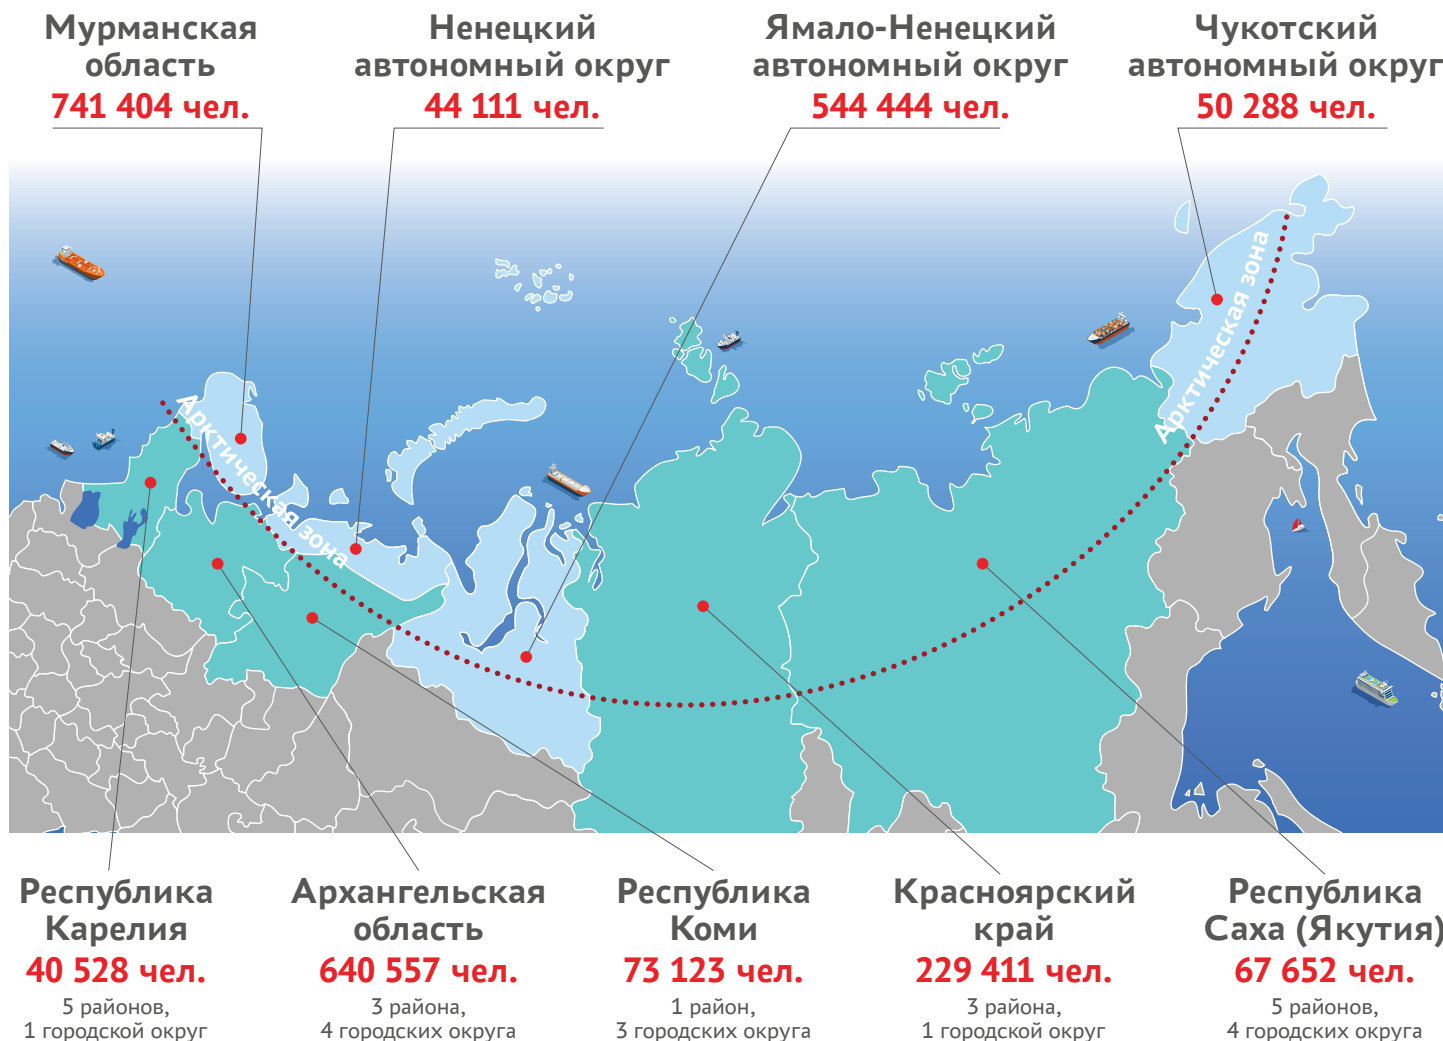 Мурманская
область
741 404 чел.
Ненецкий
автономный округ
44 111 чел.
Ямало-Ненецкий
автономный округ
544 444 чел.
Чукотский
автономный округ
50 288 чел.
Арктическая зона
Арктическая зона
Республика
Карелия
40 528 чел.
5 районов,
1 городской округ
Архангельская
область
640 557 чел.
3 района,
4 городских округа
Республика
Коми
73 123 чел.
1 район,
3 городских округа
Красноярский
край
229 411 чел.
3 района,
1 городской округ
Республика
Саха (Якутия)
67 652 чел.
5 районов,
4 городских округа